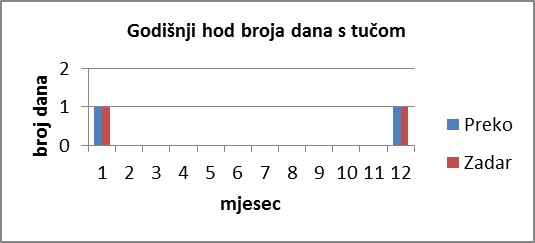 Godišnji hod broja dana s tučom
broj dana
2
1
0
1 2 3 4 5 6 7 8 9 10 11 12
mjesec
Preko
Zadar